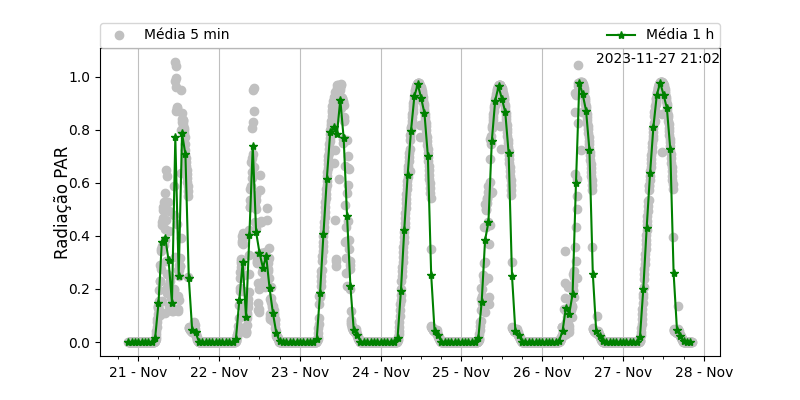 Média 5 min
Média 1 h
2023-11-27 21:02
Radiação PAR
1.0
0.8
0.6
0.4
0.2
0.0
21 - Nov
22 - Nov
23 - Nov
24 - Nov
25 - Nov
26 - Nov
27 - Nov
28 - Nov